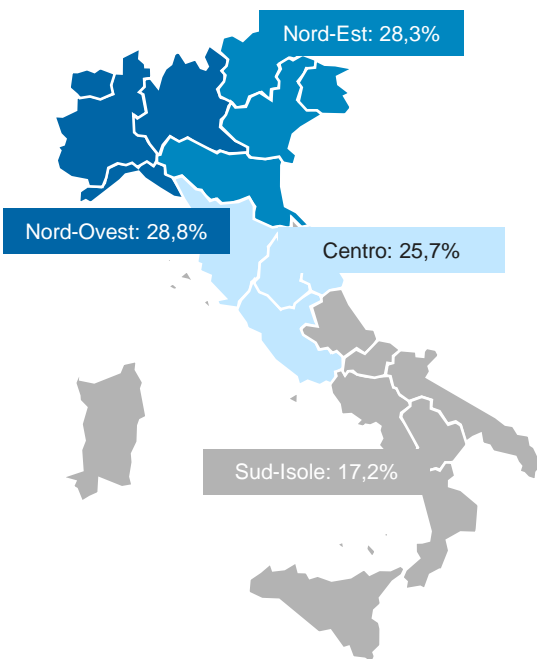 Nord-Est: 28,3%
Nord-Ovest: 28,8%
Centro: 25,7%
Sud-Isole: 17,2%